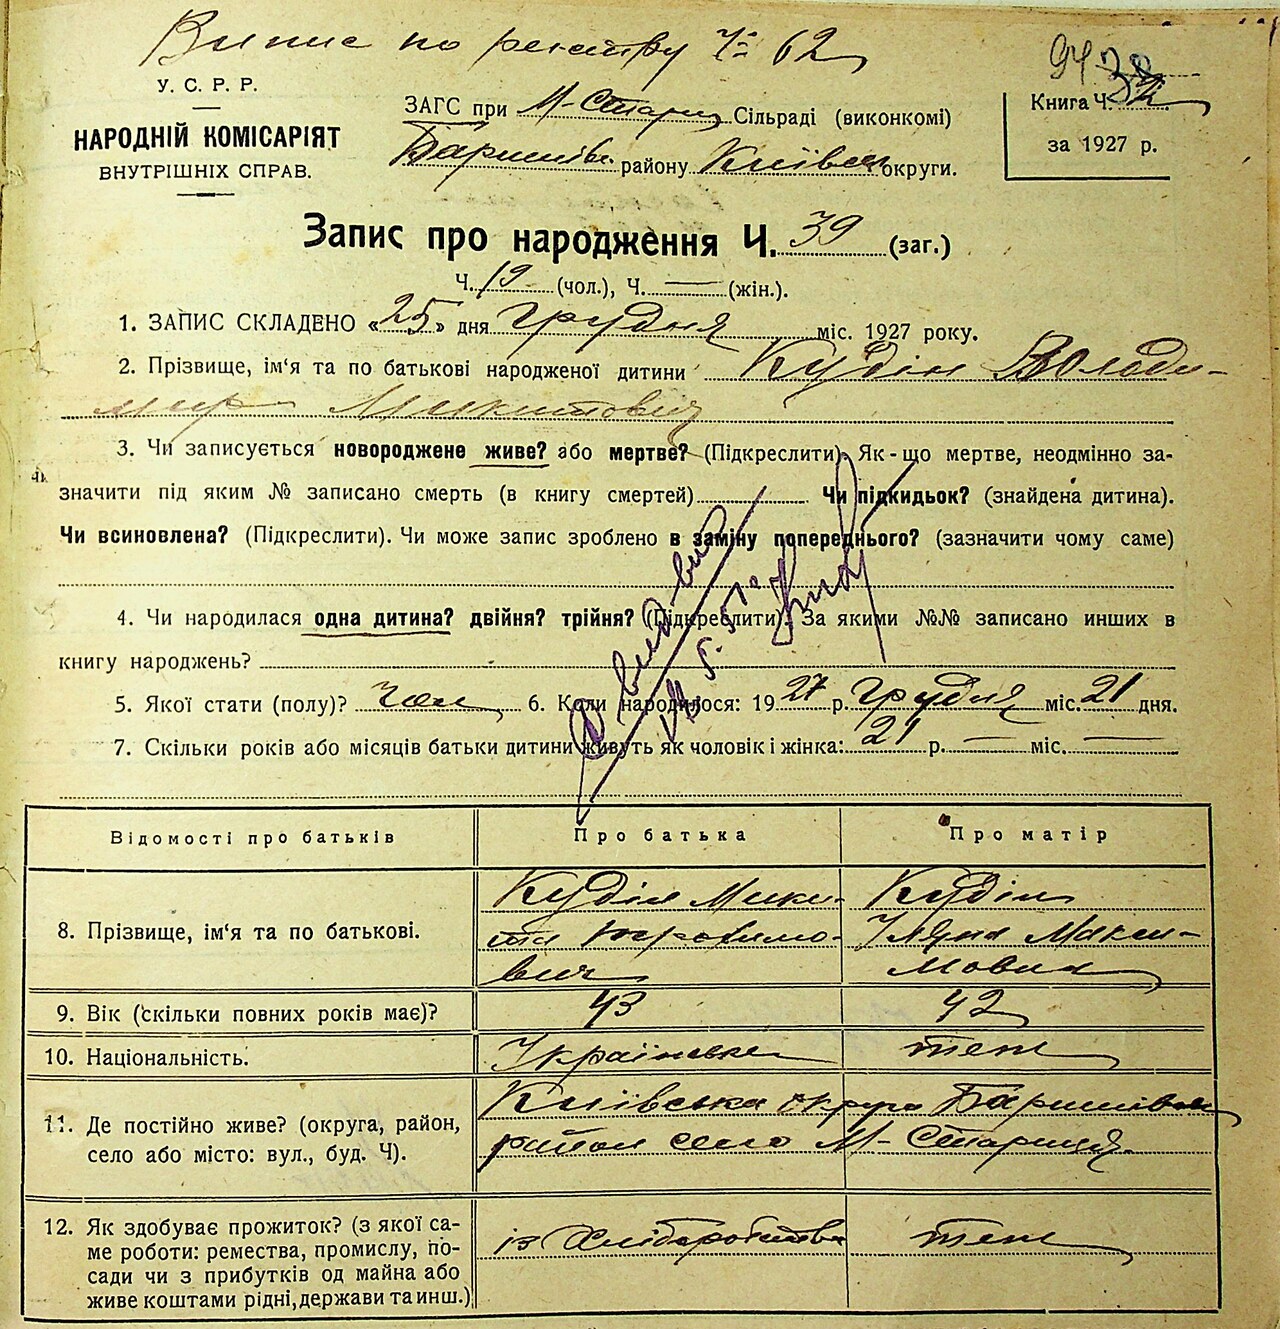 Випис по реєстру Ч 62
У. С. Р. Р.
НАРОДНІЙ КОМІСАРІЯТ
ВНУТРІШНІХ СПРАВ.
ЗАГС при М-Стариц Сільраді (виконкомі)
Баришівс. району Київськ округи.
Книга Ч.
за 1927 р.
Запис про народження Ч. 39 (заг.)
Ч. 19 (чол.), Ч. — (жін.).
1. ЗАПИС СКЛАДЕНО «25» дня грудня міс. 1927 року.
2. Прізвище, ім'я та по батькові народженої дитини Кудін Володи-
мир Микитович
3. Чи записується новороджене живе? або мертве? (Підкреслити). Як-що мертве, неодмінно за-
значити під яким № записано смерть (в книгу смертей) Чи підкидьок? (знайдена дитина).
Чи всиновлена? (Підкреслити). Чи може запис зроблено в заміну попереднього? (зазначити чому саме)
4. Чи народилася одна дитина? двійня? трійня? (Підкреслити). За якими №№ записано инших в
книгу народжень?
5. Якої стати (полу)? чол 6. Коли народилося: 1927 р. грудня міс. 21 дня.
7. Скільки років або місяців батьки дитини живуть як чоловік і жінка: 21 р. — міс. —
Відомості про батьків Про батька Про матір
8. Прізвище, ім'я та по батькові.
Кудін Мики- Кудін
та Юрохимо- Уляна Макси-
вич мовна
9. Вік (скільки повних років має)? 43 42
10. Національність. Українське теж
11. Де постійно живе? (округа, район, Київська округа Баришівськ
село або місто: вул., буд. Ч). район село М-Стариця
12. Як здобуває прожиток? (з якої са-
ме роботи: ремества, промислу, по- із Хліборобства теж
сади чи з прибутків од майна або
живе коштами рідні, держави та инш.)